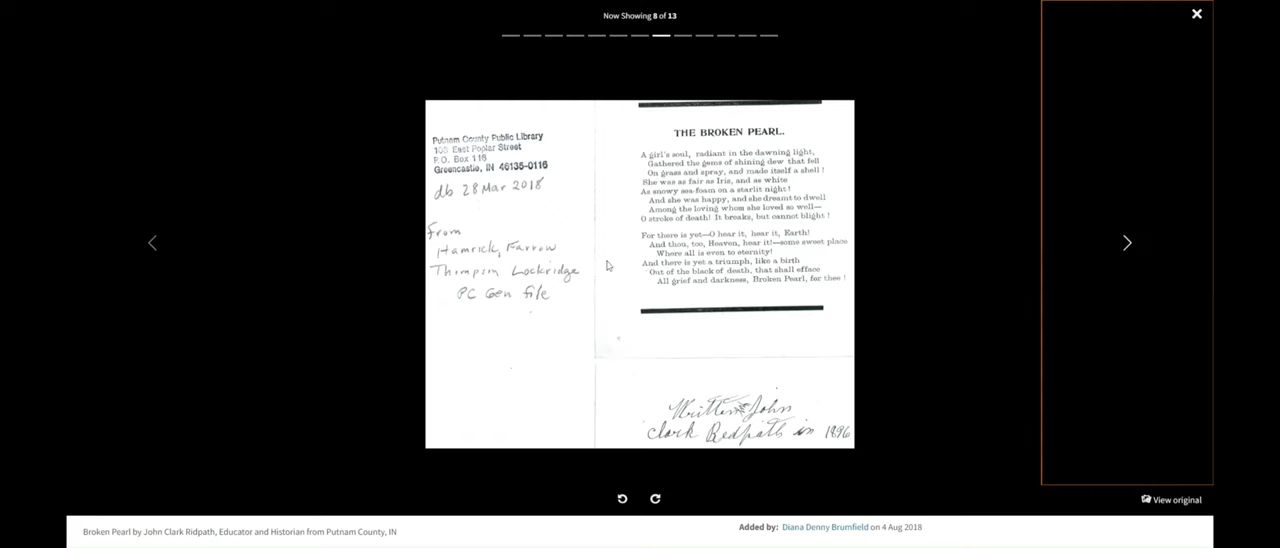 Now Showing 8 of 13
Putnam County Public Library
103 East Poplar Street
P.O. Box 116
Greencastle, IN 46135-0116
db 28 Mar 2018
From
Hamrick, Farrow
Thompson Lockridge
PC Gen file
THE BROKEN PEARL.
A girl's soul, radiant in the dawning light,
Gathered the gems of shining dew that fell
On grass and spray, and made itself a shell!
She was as fair as Iris, and as white
As snowy sea-foam on a starlit night!
And she was happy, and she dreamt to dwell
Among the loving whom she loved so well—
O stroke of death! It breaks, but cannot blight!
For there is yet—O hear it, hear it, Earth!
And thou, too, Heaven, hear it!—some sweet place
Where all is even to eternity!
And there is yet a triumph, like a birth
Out of the black of death, that shall efface
All grief and darkness, Broken Pearl, for thee!
Written John
Clark Redpath in 1896
View original
Broken Pearl by John Clark Ridpath, Educator and Historian from Putnam County, IN
Added by: Diana Denny Brumfield on 4 Aug 2018